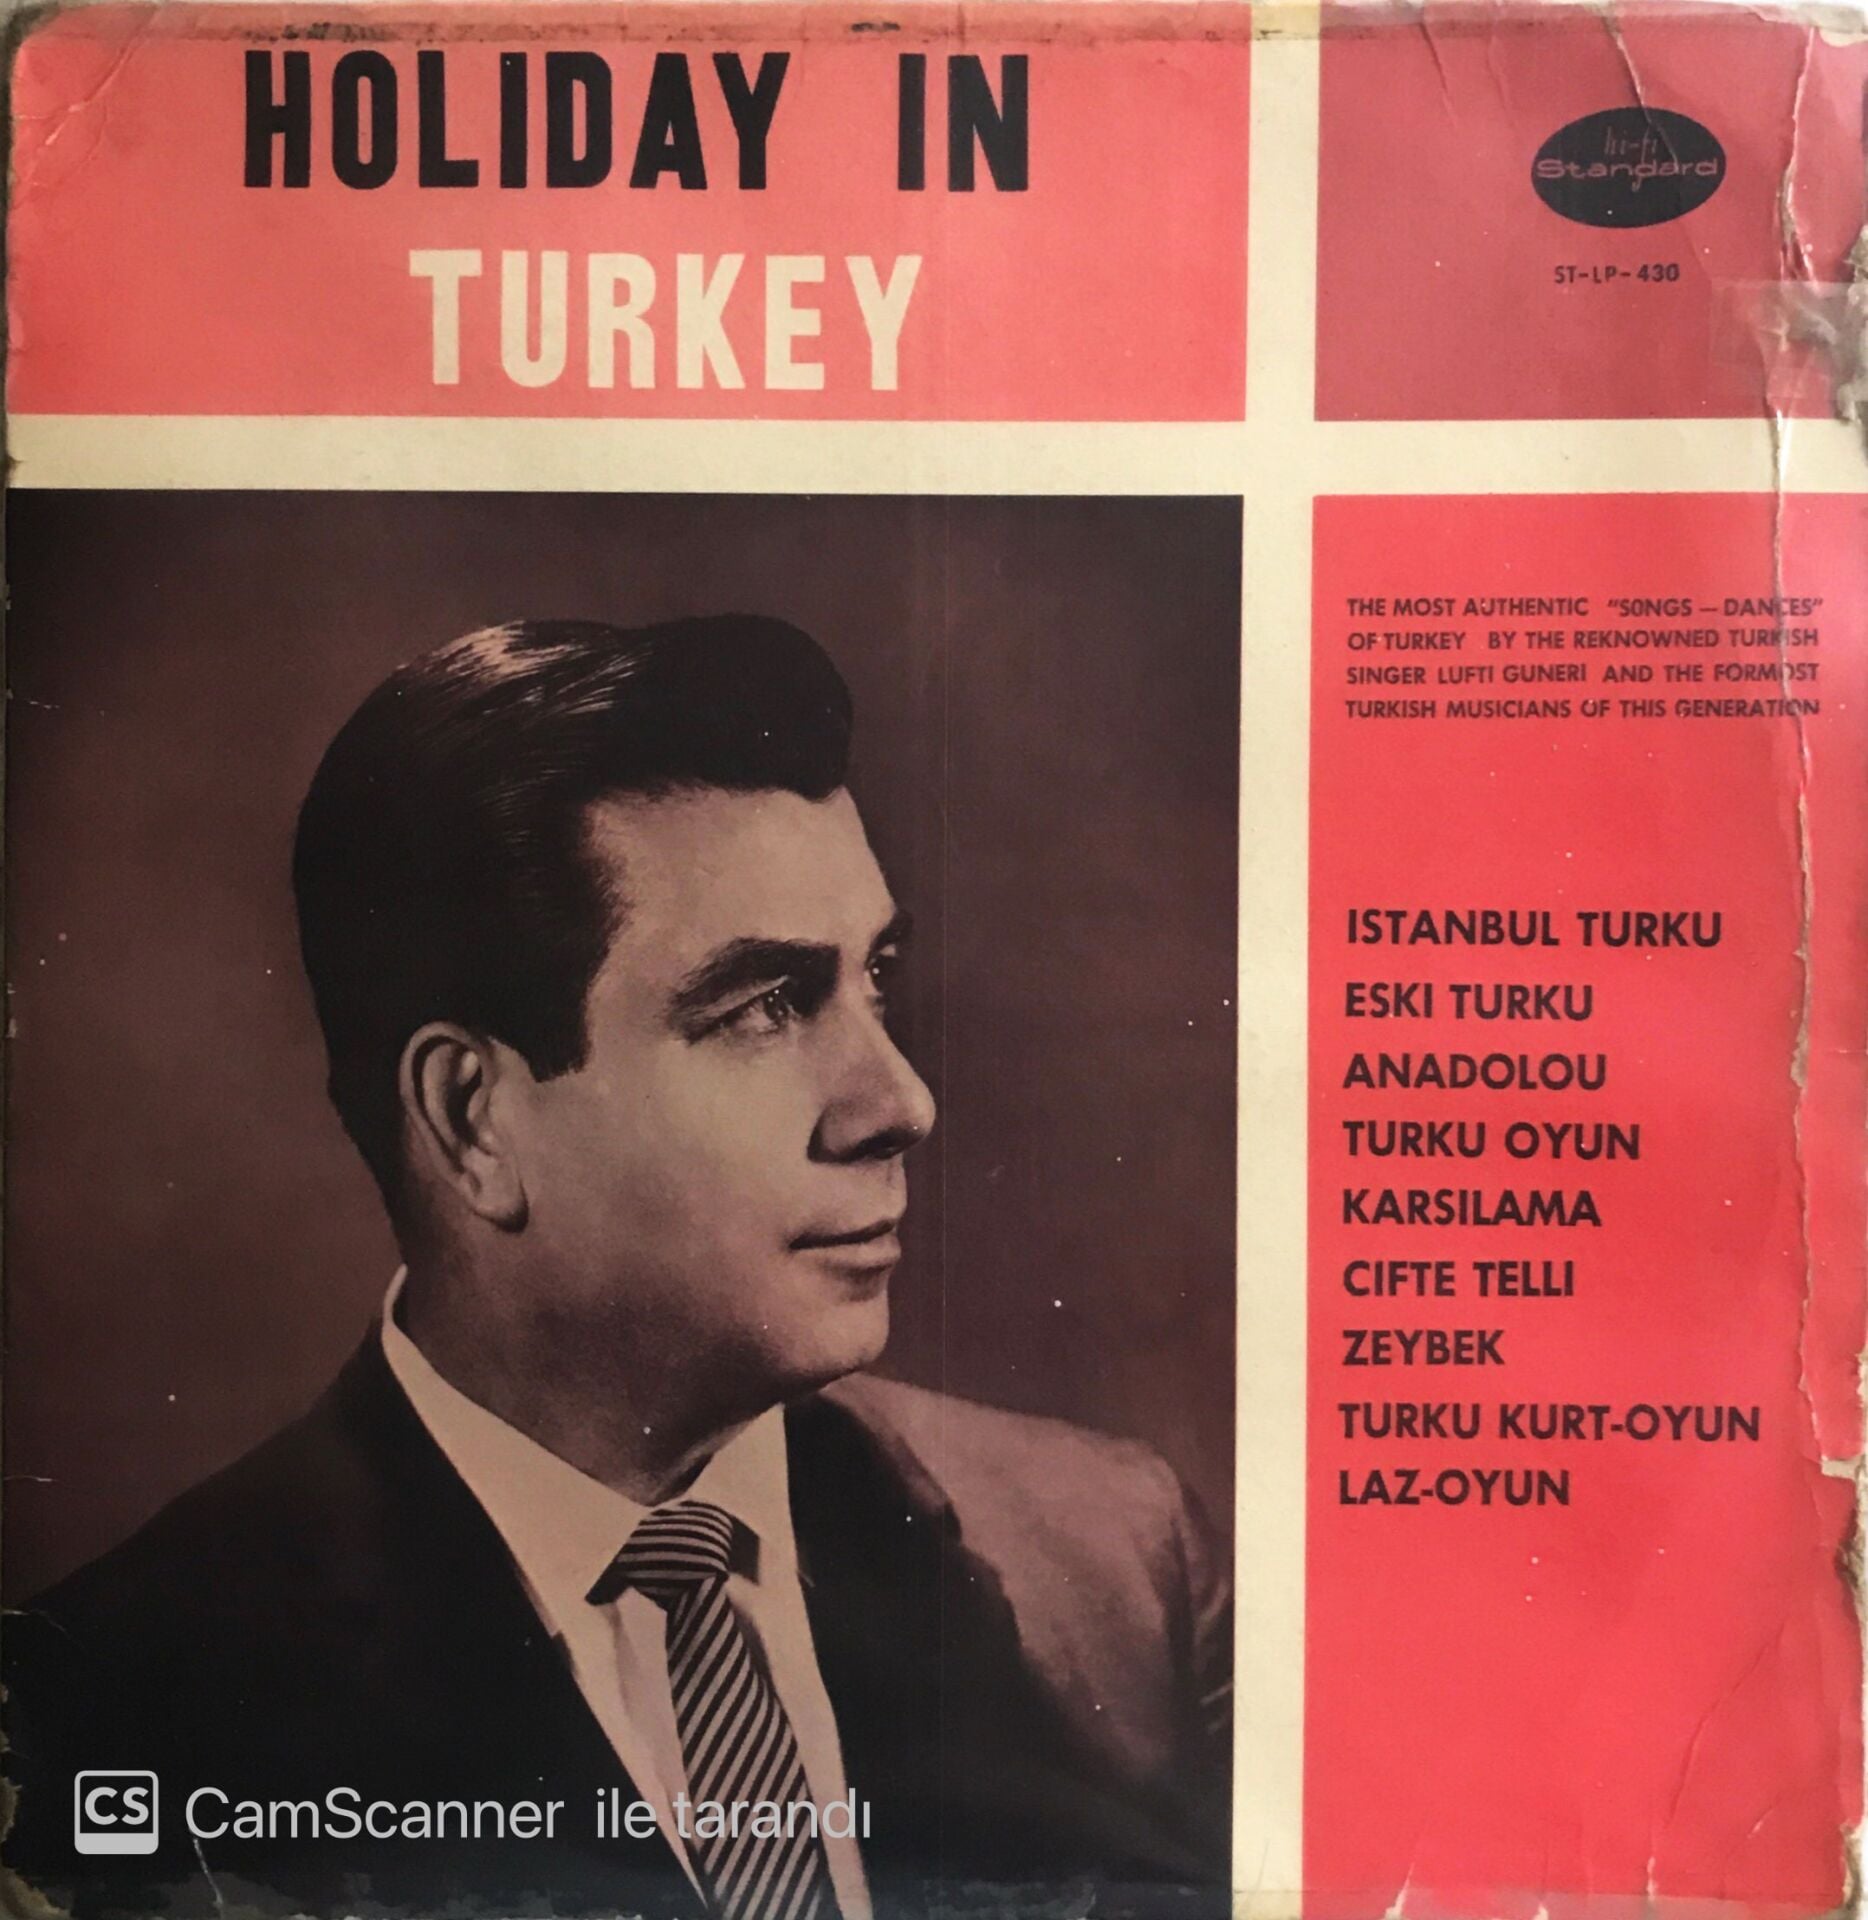 HOLIDAY IN
TURKEY
hi-fi
Standard
ST-LP-430
THE MOST AUTHENTIC "SONGS — DANCES"
OF TURKEY BY THE REKNOWNED TURKISH
SINGER LUFTI GUNERI AND THE FORMOST
TURKISH MUSICIANS OF THIS GENERATION
ISTANBUL TURKU
ESKI TURKU
ANADOLOU
TURKU OYUN
KARSILAMA
CIFTE TELLI
ZEYBEK
TURKU KURT-OYUN
LAZ-OYUN
CS CamScanner ile tarandı